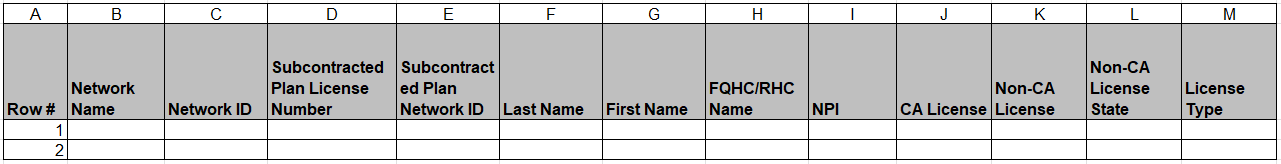 A B C D E F G H I J K L M
Row # Network Name Network ID Subcontracted Plan License Number Subcontract ed Plan Network ID Last Name First Name FQHC/RHC Name NPI CA License Non-CA License Non-CA License State License Type
1
2